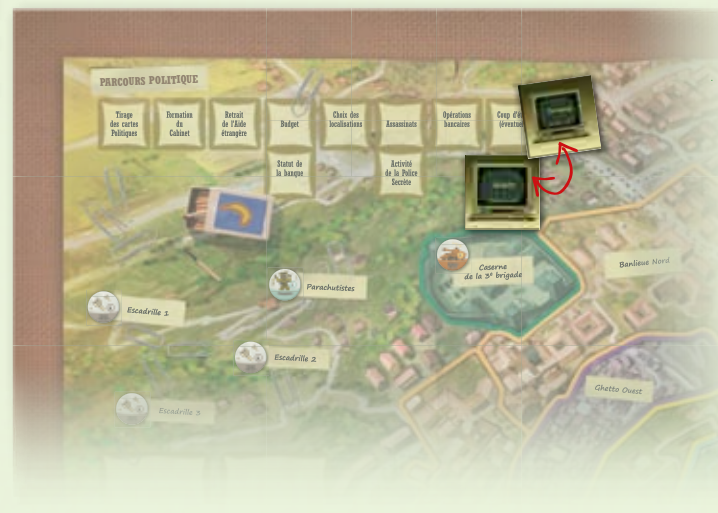 PARCOURS POLITIQUE
Tirage
des cartes
Politiques
Formation
du
Cabinet
Retrait
de l'Aide
étrangère
Budget
Choix des
localisations
Assassinats
Opérations
bancaires
Coup d'é
(éventue
Statut de
la banque
Activité
de la Police
Secrète
Caserne
de la 3e brigade
Banlieue Nord
Parachutistes
Escadrille 1
Escadrille 2
Ghetto Ouest
Escadrille 3